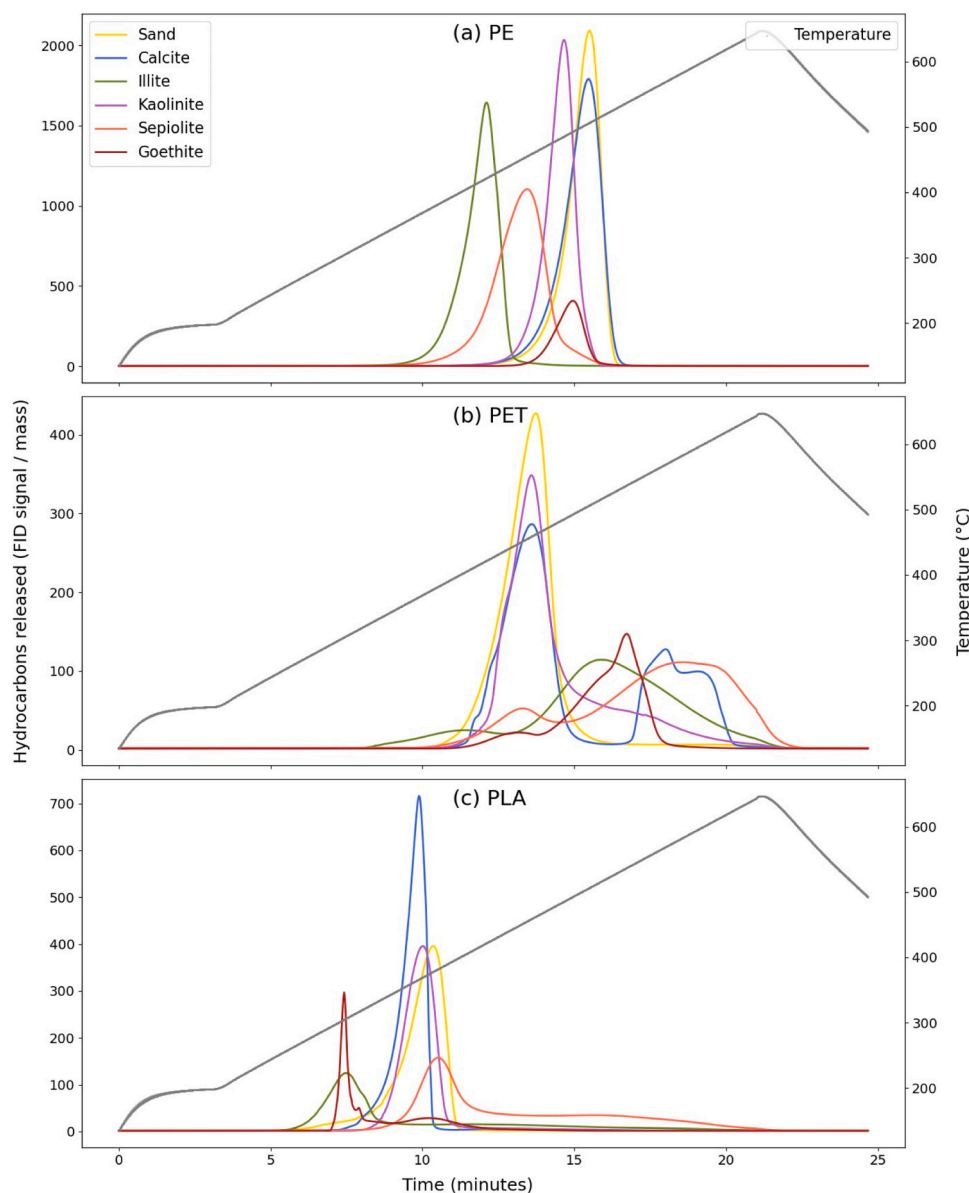 (a) PE
Sand
Calcite
Illite
Kaolinite
Sepiolite
Goethite
Temperature
2000
1500
1000
500
0
600
500
400
300
200
(b) PET
400
300
200
100
0
600
500
400
300
200
Hydrocarbons released (FID signal / mass)
Temperature (°C)
(c) PLA
700
600
500
400
300
200
100
0
600
500
400
300
200
0 5 10 15 20 25
Time (minutes)